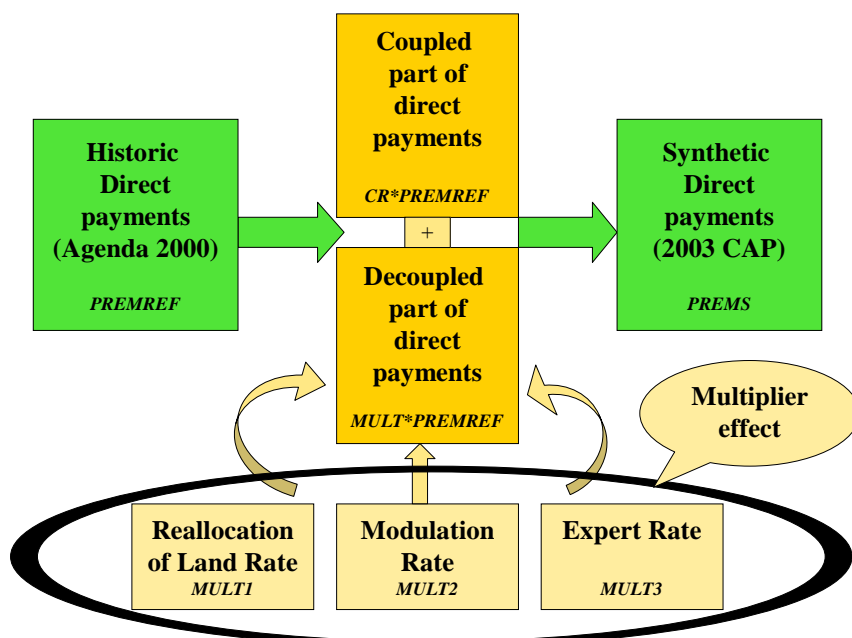 Coupled
part of
direct
payments
CR*PREMREF
Historic
Direct
payments
(Agenda 2000)
PREMREF
+
Synthetic
Direct
payments
(2003 CAP)
PREMS
Decoupled
part of
direct
payments
MULT*PREMREF
Multiplier
effect
Reallocation
of Land Rate
MULT1
Modulation
Rate
MULT2
Expert Rate
MULT3